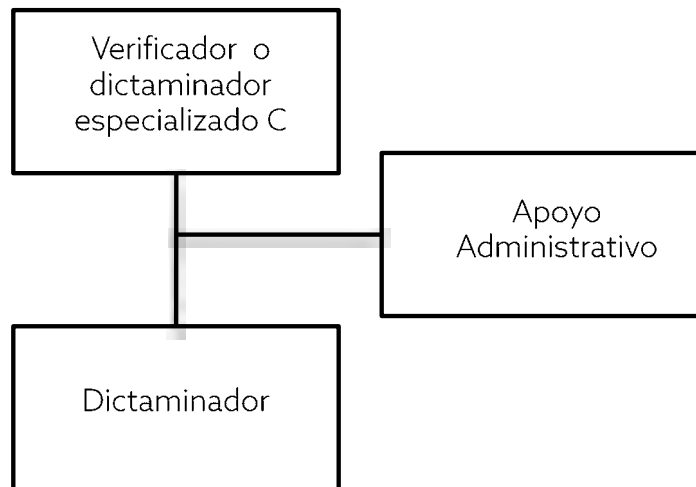 Verificador o
dictaminador
especializado C
Apoyo
Administrativo
Dictaminador